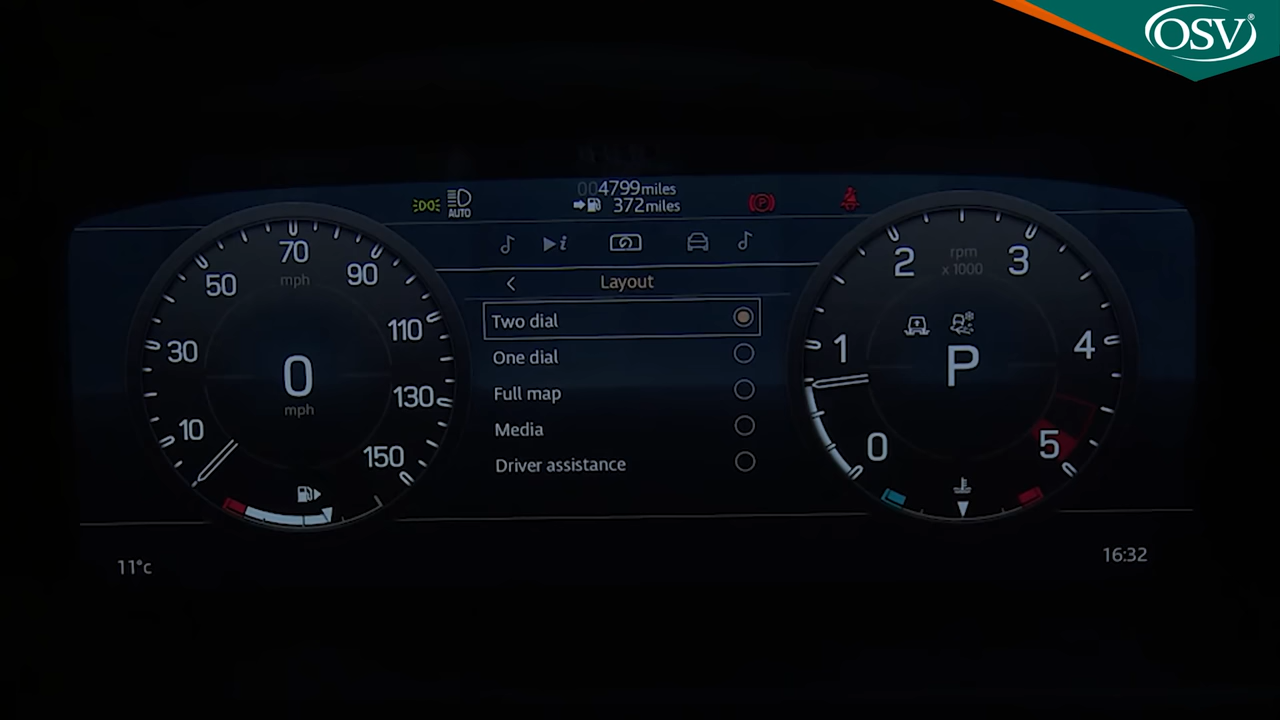 OSV®
004799miles
AUTO
372miles
P
70
mph
50
90
30
110
0
mph
10
130
150
Layout
Two dial
One dial
Full map
Media
Driver assistance
rpm
x 1000
2
3
1
4
P
0
5
11°c
16:32